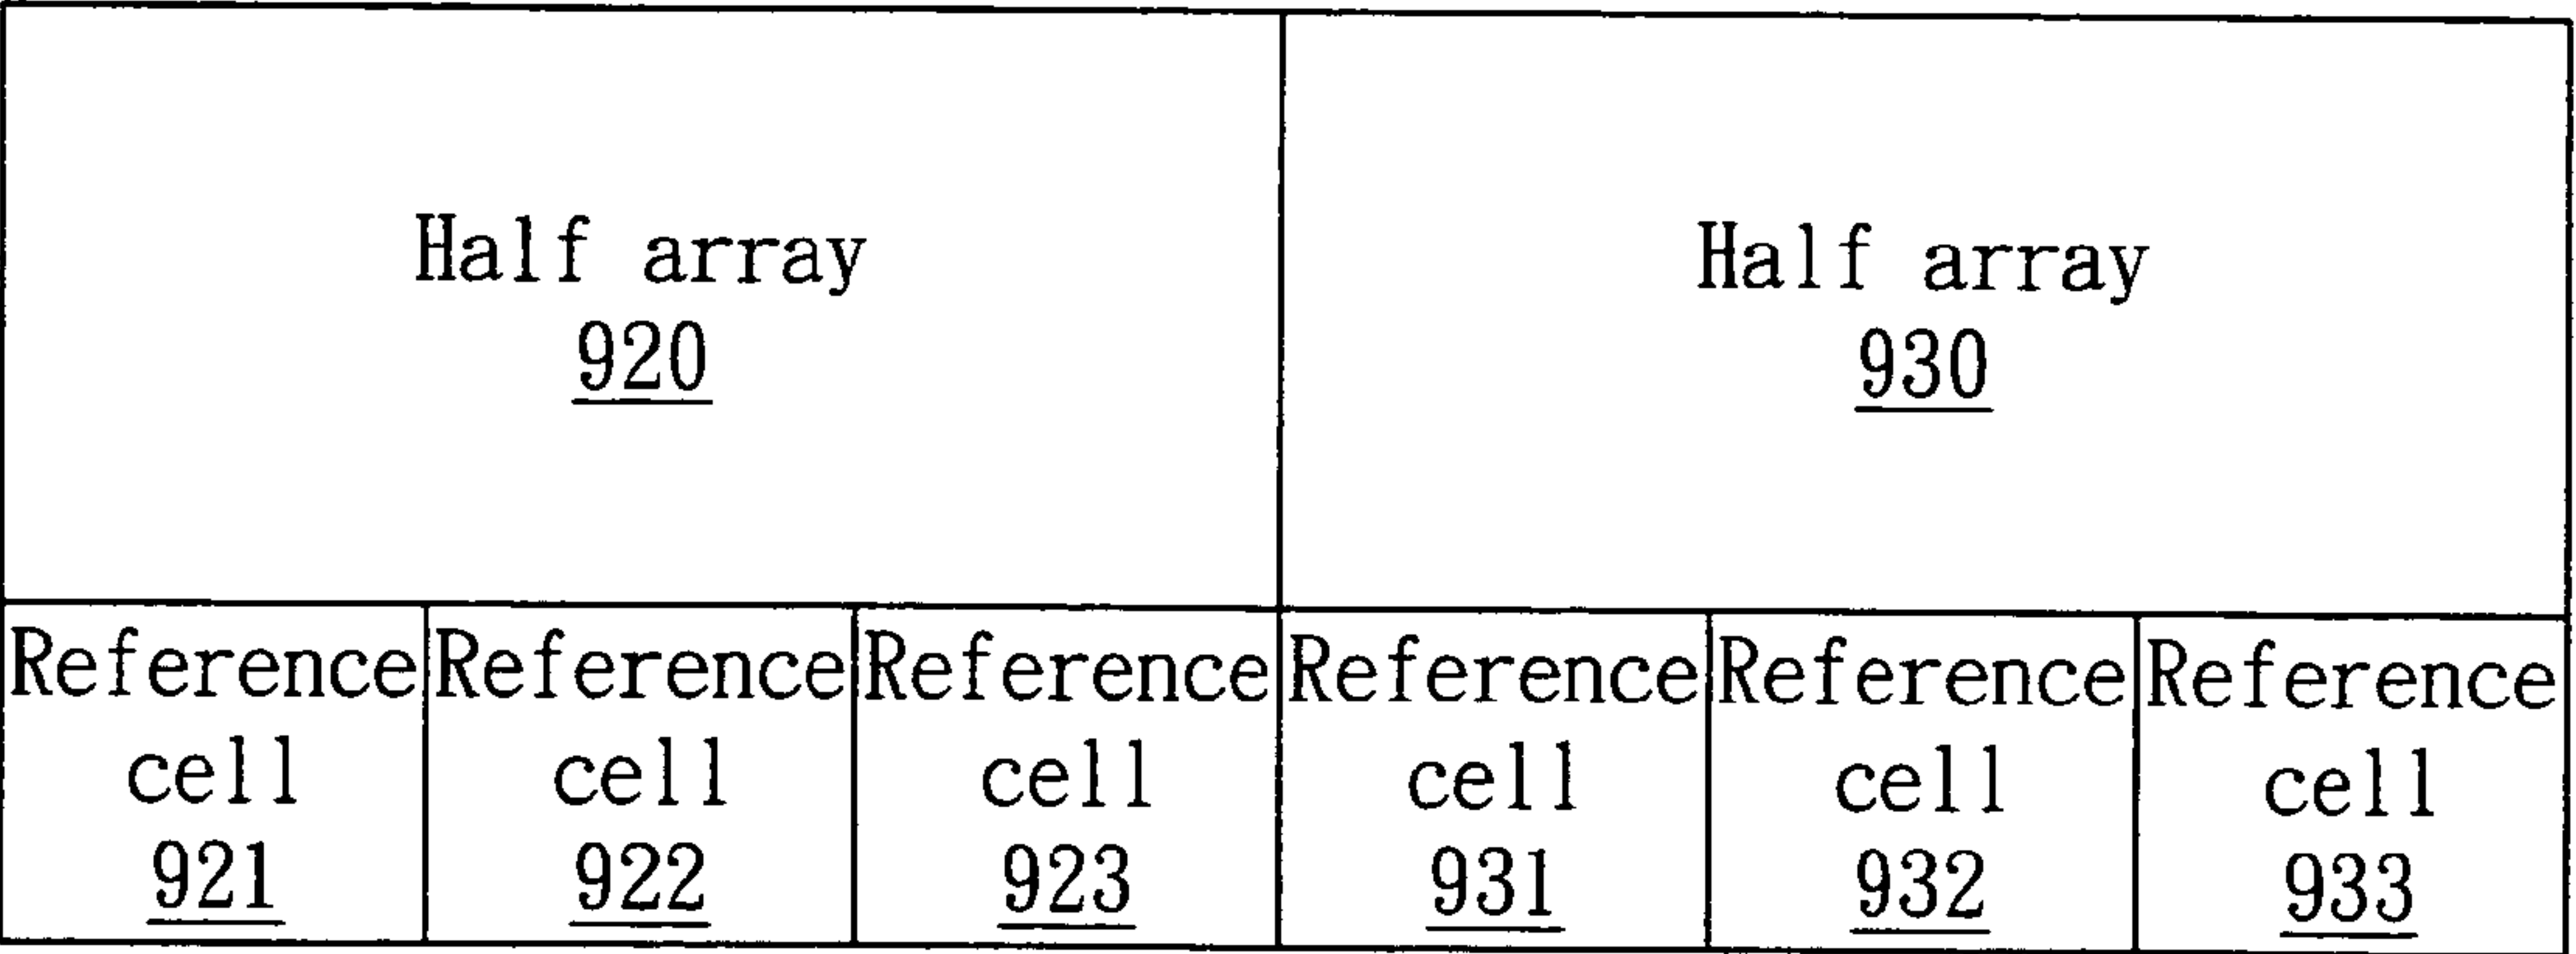 Half array
920
Half array
930
Reference
cell
921
Reference
cell
922
Reference
cell
923
Reference
cell
931
Reference
cell
932
Reference
cell
933